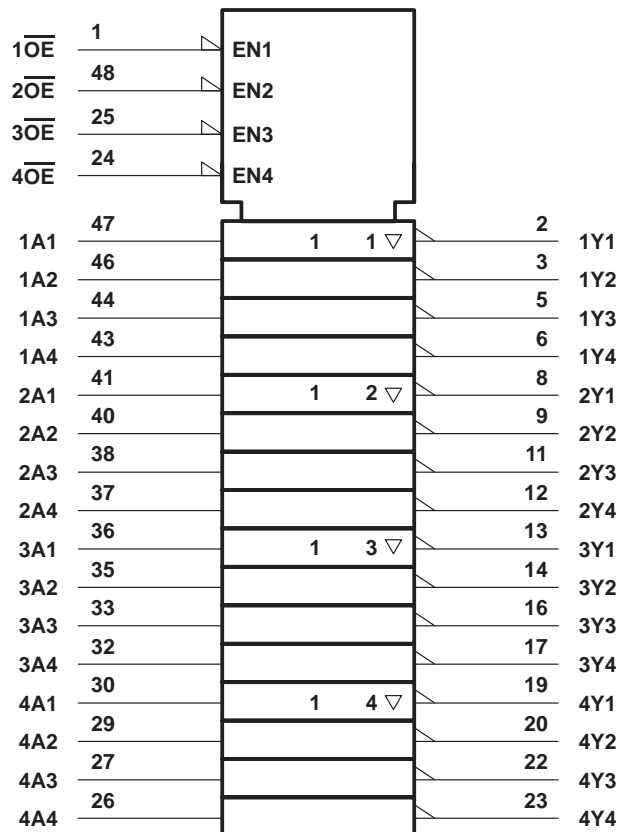 1O̅E̅ 1 EN1
2O̅E̅ 48 EN2
3O̅E̅ 25 EN3
4O̅E̅ 24 EN4
1A1 47 1 1 ▽ 2 1Y1
1A2 46 3 1Y2
1A3 44 5 1Y3
1A4 43 6 1Y4
2A1 41 1 2 ▽ 8 2Y1
2A2 40 9 2Y2
2A3 38 11 2Y3
2A4 37 12 2Y4
3A1 36 1 3 ▽ 13 3Y1
3A2 35 14 3Y2
3A3 33 16 3Y3
3A4 32 17 3Y4
4A1 30 1 4 ▽ 19 4Y1
4A2 29 20 4Y2
4A3 27 22 4Y3
4A4 26 23 4Y4